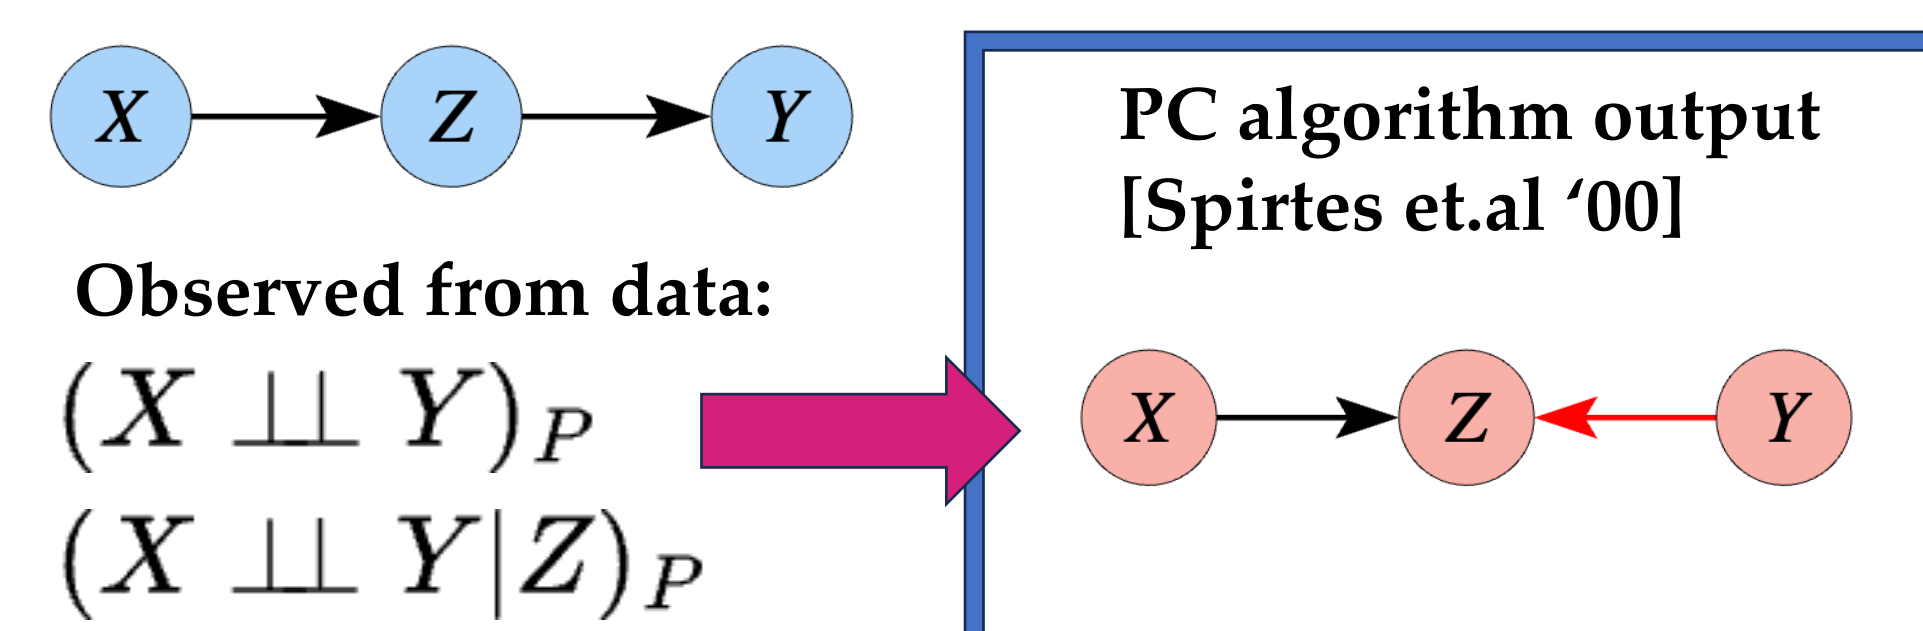 X Z Y
Observed from data:
(X ⊥⊥ Y)_P
(X ⊥⊥ Y|Z)_P
PC algorithm output
[Spirtes et.al ‘00]
X Z Y